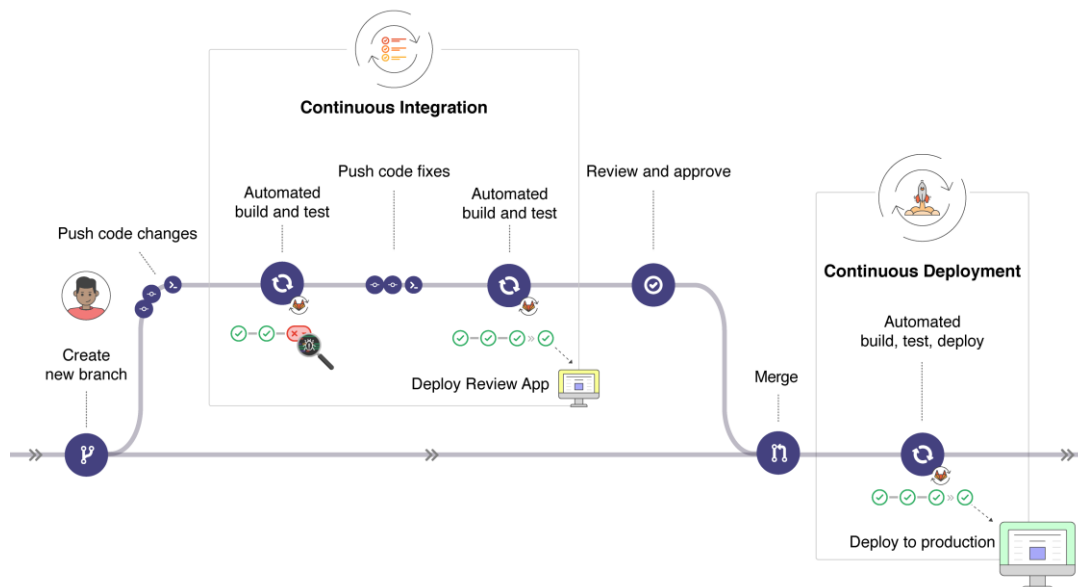 Continuous Integration
Push code fixes
Review and approve
Automated
build and test
Automated
build and test
Push code changes
Continuous Deployment
Automated
build, test, deploy
Create
new branch
Deploy Review App
Merge
Deploy to production